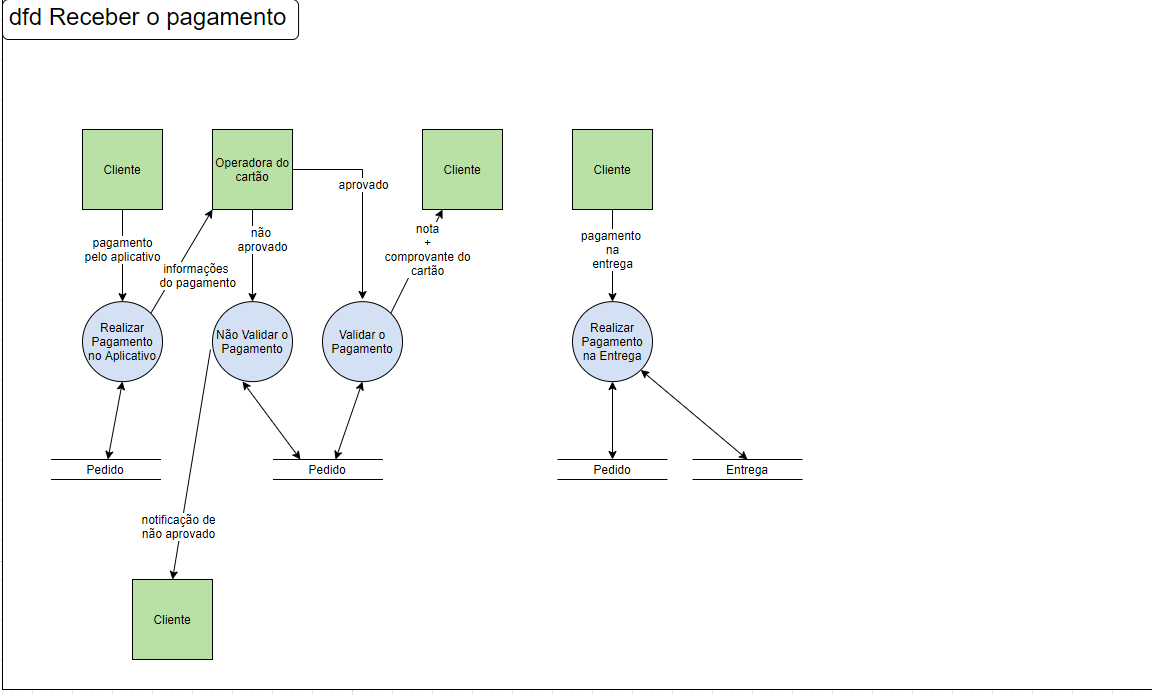 dfd Receber o pagamento
Cliente
Operadora do
cartão
Cliente
Cliente
aprovado
pagamento
pelo aplicativo
informações
do pagamento
não
aprovado
nota
+
comprovante do
cartão
pagamento
na
entrega
Realizar
Pagamento
no Aplicativo
Não Validar o
Pagamento
Validar o
Pagamento
Realizar
Pagamento
na Entrega
Pedido
Pedido
Pedido
Entrega
notificação de
não aprovado
Cliente